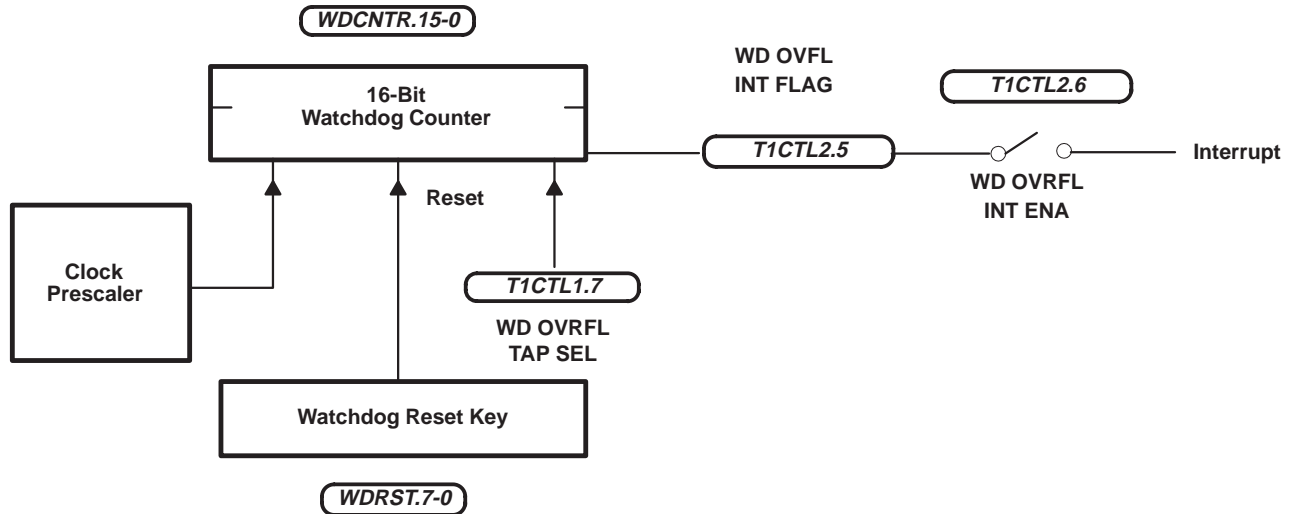 WDCNTR.15-0
16-Bit
Watchdog Counter
WD OVFL
INT FLAG
T1CTL2.6
T1CTL2.5
Interrupt
WD OVRFL
INT ENA
Reset
Clock
Prescaler
T1CTL1.7
WD OVRFL
TAP SEL
Watchdog Reset Key
WDRST.7-0